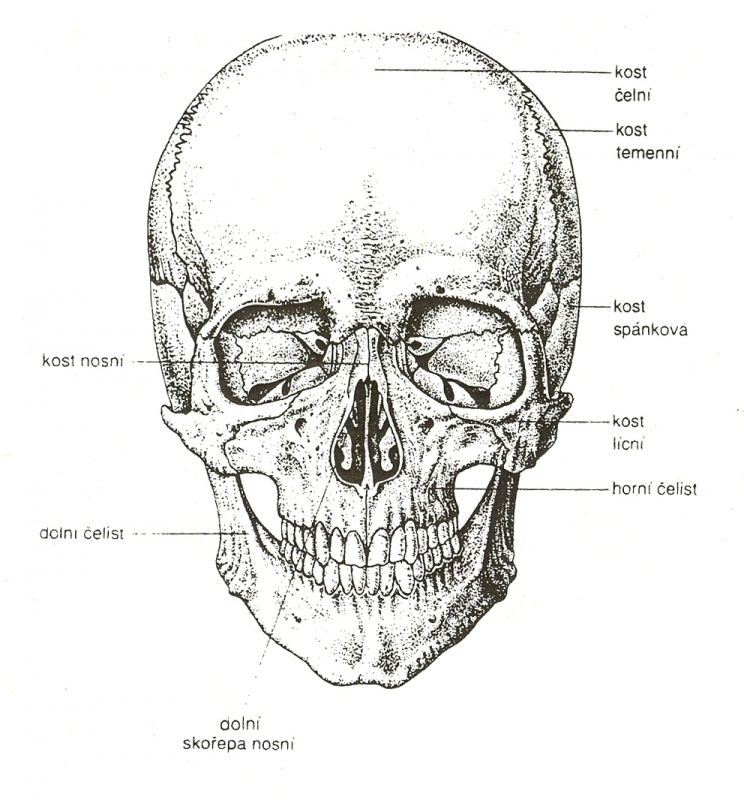 kost
čelní
kost
temenní
kost
spánková
kost nosní
kost
lícní
horní čelist
dolní čelist
dolní
skořepa nosní